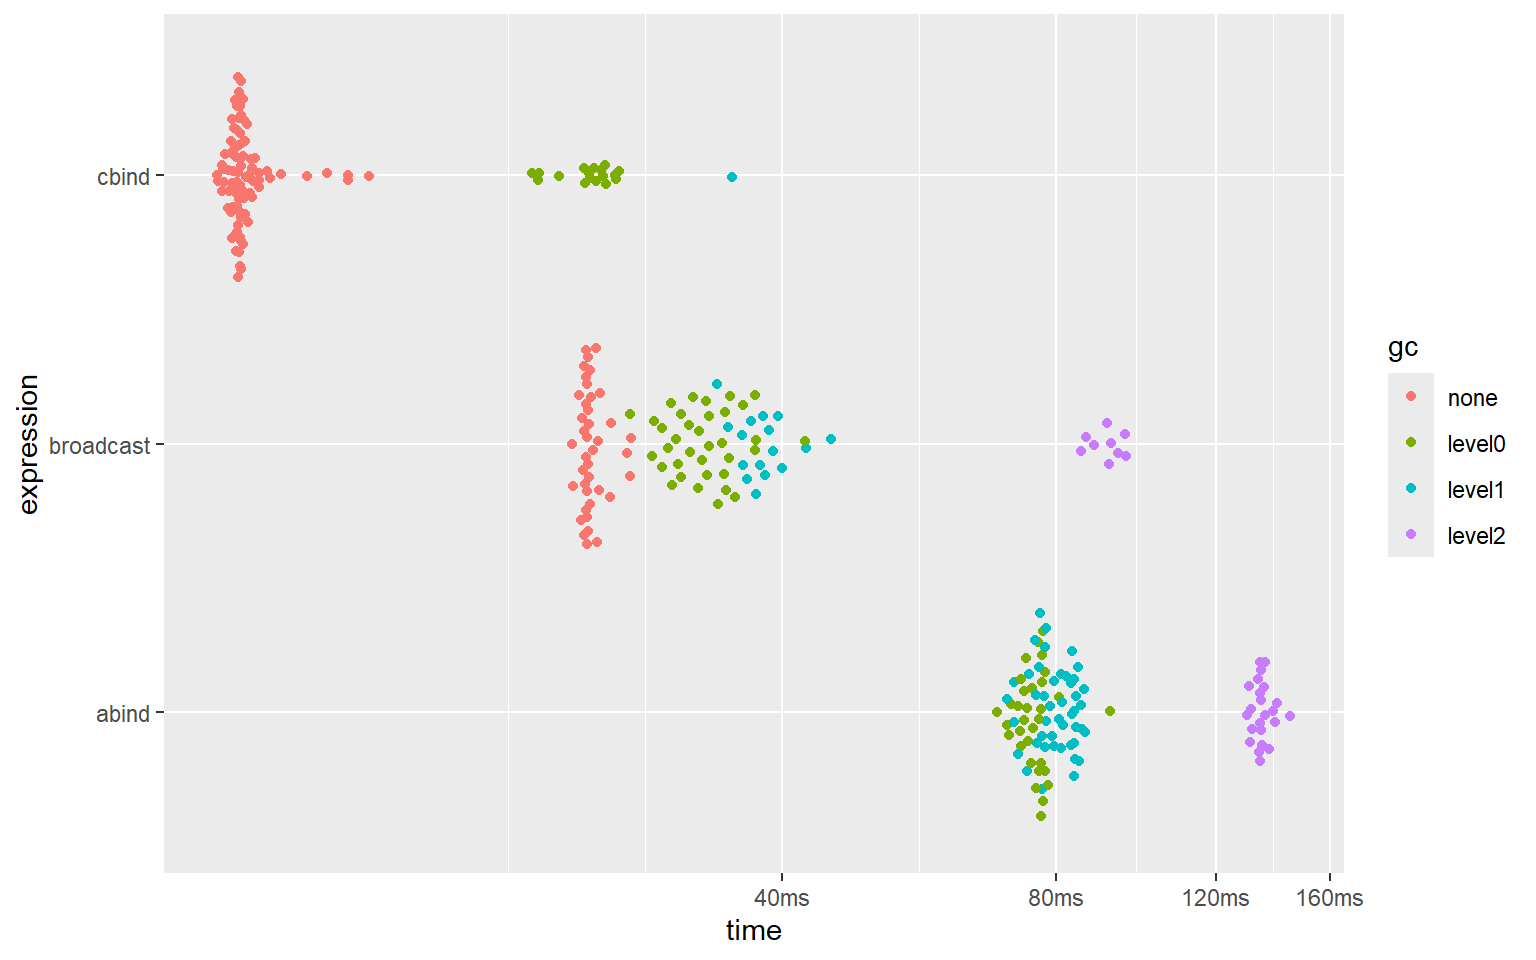 cbind
broadcast
abind
expression
40ms 80ms 120ms 160ms
time
gc
none
level0
level1
level2